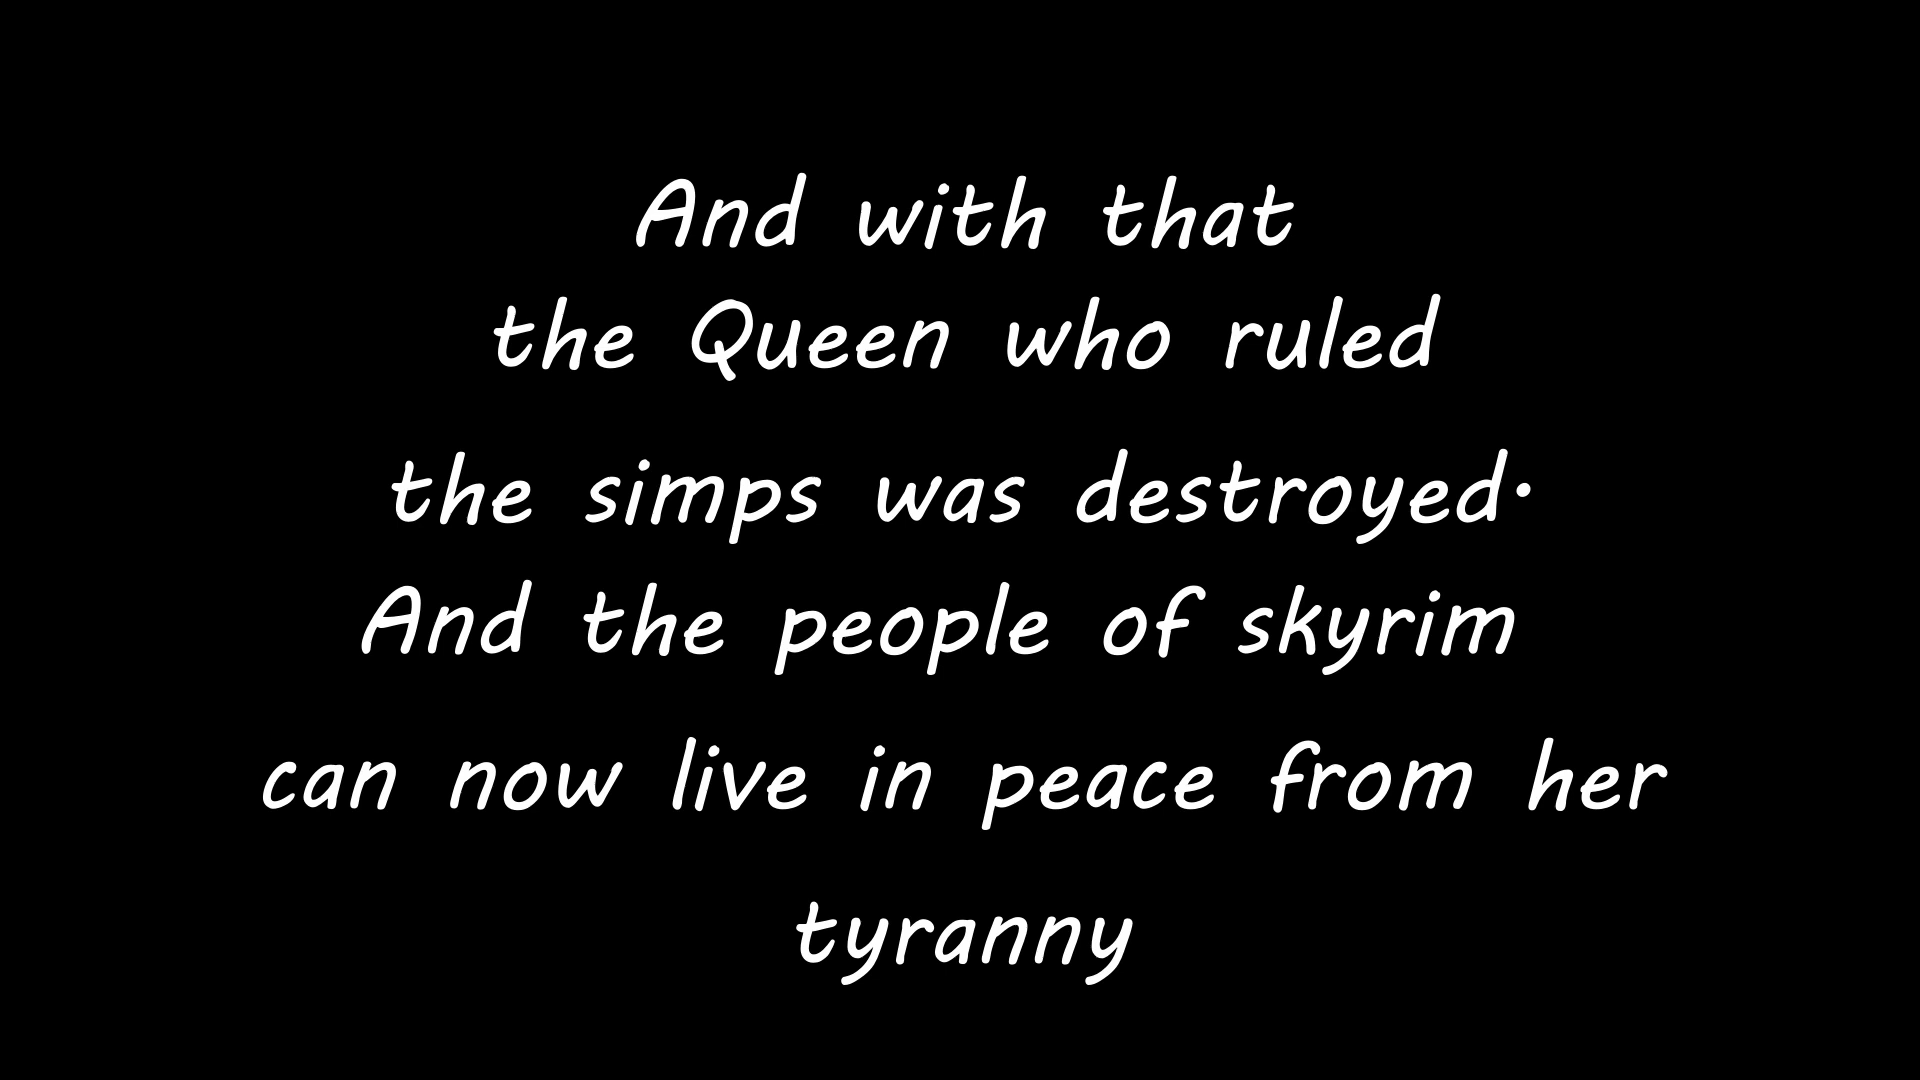 And with that
the Queen who ruled
the simps was destroyed.
And the people of skyrim
can now live in peace from her
tyranny